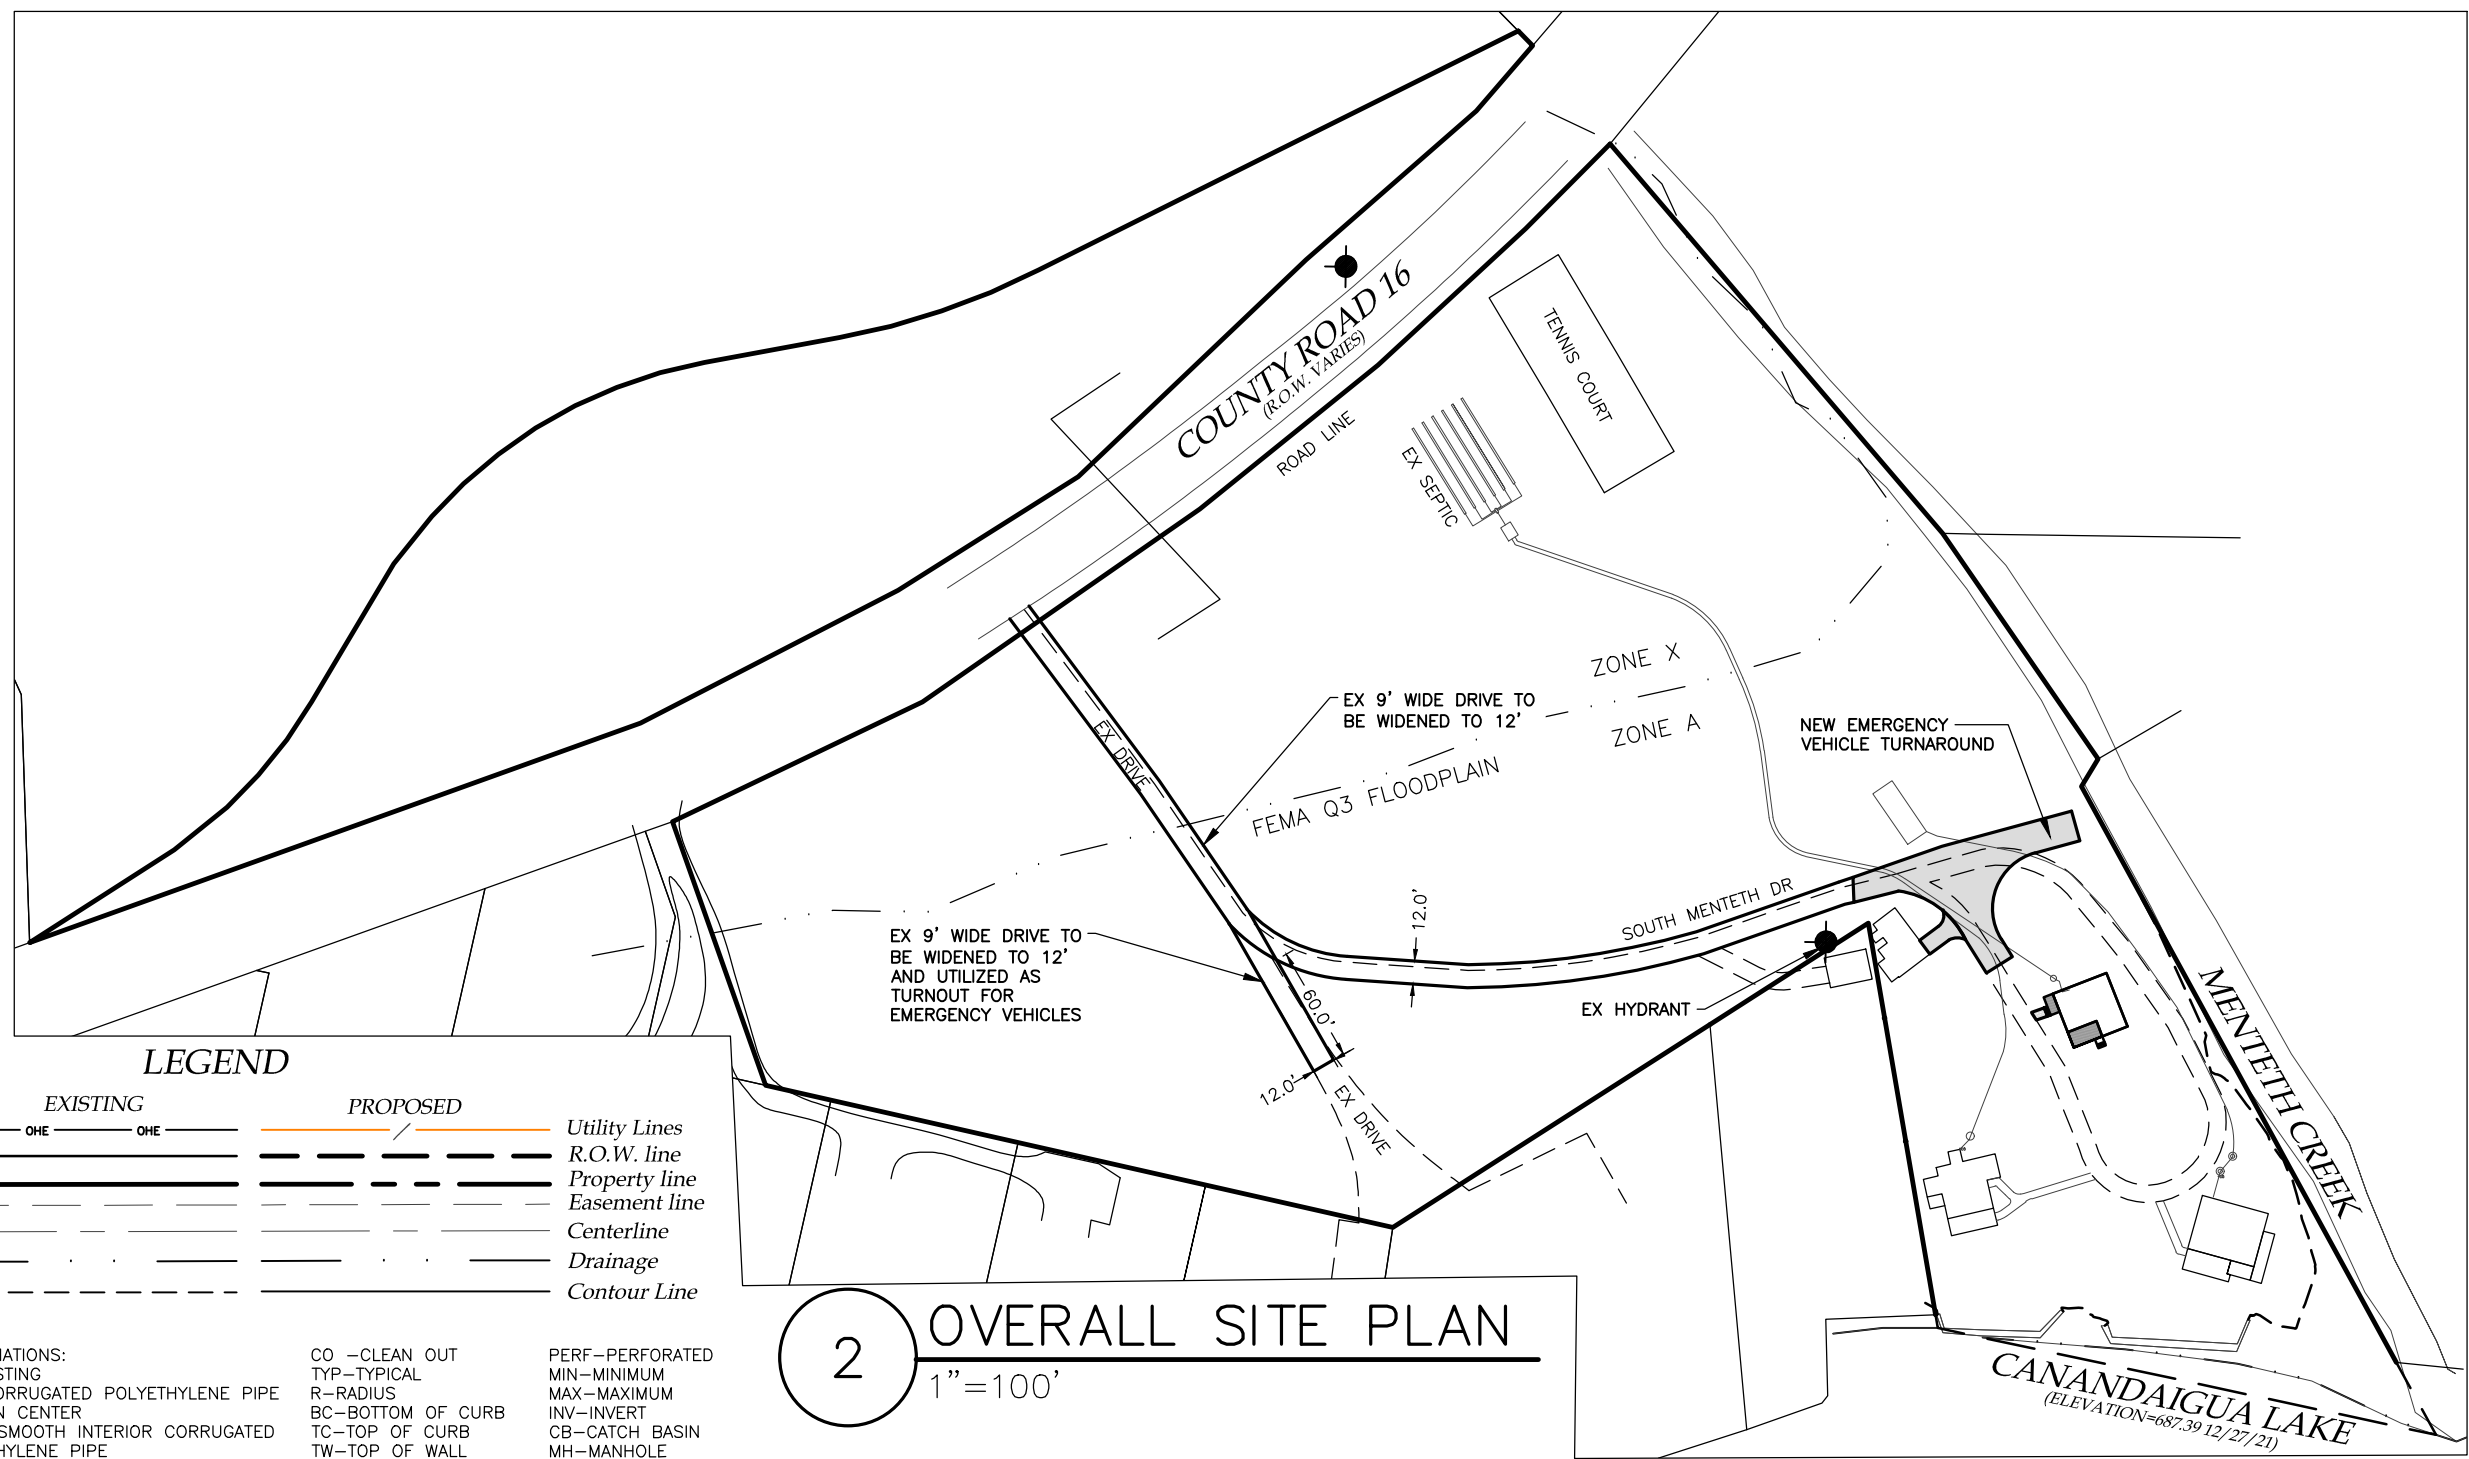 COUNTY ROAD 16
(R.O.W. VARIES)
ROAD LINE
TENNIS COURT
EX SEPTIC
ZONE X
ZONE A
FEMA Q3 FLOODPLAIN
EX 9' WIDE DRIVE TO
BE WIDENED TO 12'
EX DRIVE
NEW EMERGENCY
VEHICLE TURNAROUND
SOUTH MENTETH DR
12.0'
EX 9' WIDE DRIVE TO
BE WIDENED TO 12'
AND UTILIZED AS
TURNOUT FOR
EMERGENCY VEHICLES
60.0'
12.0'
EX DRIVE
EX HYDRANT
MENTETH CREEK
CANANDAIGUA LAKE
(ELEVATION=687.39 12/27/21)
LEGEND
EXISTING
PROPOSED
OHE
OHE
Utility Lines
R.O.W. line
Property line
Easement line
Centerline
Drainage
Contour Line
CO -CLEAN OUT
TYP-TYPICAL
POLYETHYLENE PIPE
R-RADIUS
CENTER
BC-BOTTOM OF CURB
SMOOTH INTERIOR CORRUGATED
TC-TOP OF CURB
PIPE
TW-TOP OF WALL
PERF-PERFORATED
MIN-MINIMUM
MAX-MAXIMUM
INV-INVERT
CB-CATCH BASIN
MH-MANHOLE
2
OVERALL SITE PLAN
1"=100'